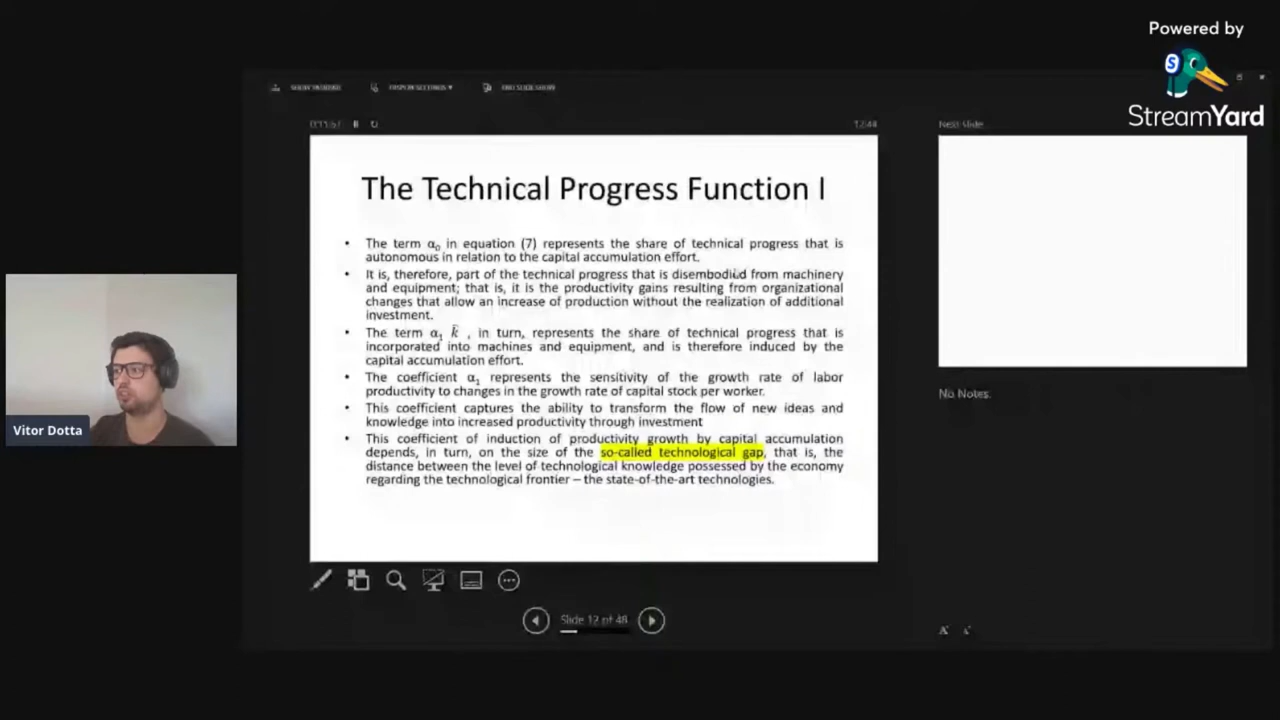 Powered by
StreamYard
SHOW TASKBAR
DISPLAY SETTINGS
END SLIDE SHOW
12:44
Next slide
The Technical Progress Function I
• The term α0 in equation (7) represents the share of technical progress that is
autonomous in relation to the capital accumulation effort.
• It is, therefore, part of the technical progress that is disembodied from machinery
and equipment; that is, it is the productivity gains resulting from organizational
changes that allow an increase of production without the realization of additional
investment.
• The term α1 k̂ , in turn, represents the share of technical progress that is
incorporated into machines and equipment, and is therefore induced by the
capital accumulation effort.
• The coefficient α1 represents the sensitivity of the growth rate of labor
productivity to changes in the growth rate of capital stock per worker.
• This coefficient captures the ability to transform the flow of new ideas and
knowledge into increased productivity through investment
• This coefficient of induction of productivity growth by capital accumulation
depends, in turn, on the size of the so-called technological gap, that is, the
distance between the level of technological knowledge possessed by the economy
regarding the technological frontier – the state-of-the-art technologies.
No Notes.
Vitor Dotta
Slide 12 of 48